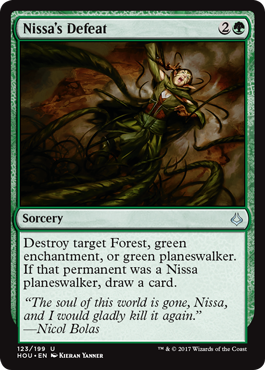 Nissa's Defeat 2
Sorcery
Destroy target Forest, green
enchantment, or green planeswalker.
If that permanent was a Nissa
planeswalker, draw a card.
“The soul of this world is gone, Nissa,
and I would gladly kill it again.”
—Nicol Bolas
123/199 U
HOU • EN KIERAN YANNER
™ & © 2017 Wizards of the Coast